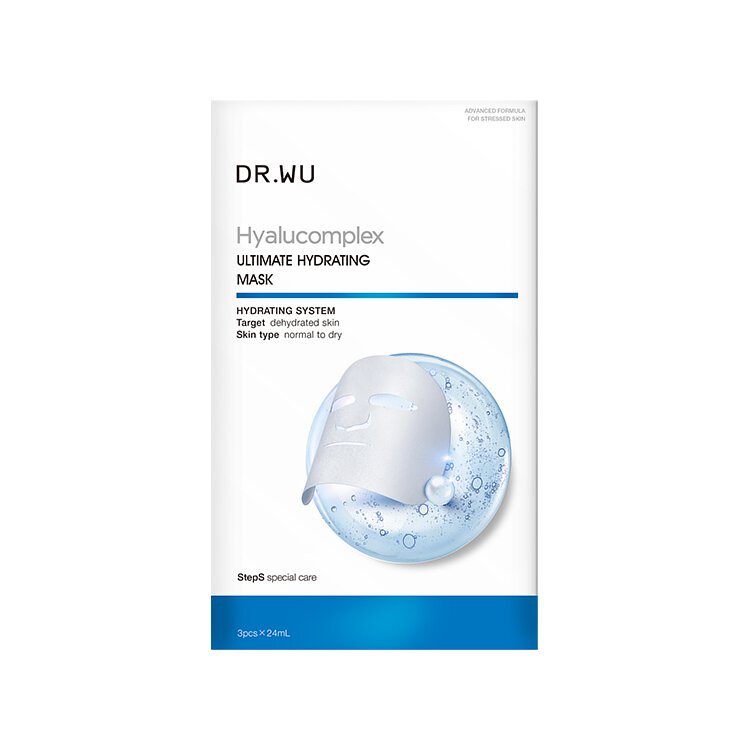 ADVANCED FORMULA
FOR STRESSED SKIN
DR.WU
Hyalucomplex
ULTIMATE HYDRATING
MASK
HYDRATING SYSTEM
Target dehydrated skin
Skin type normal to dry
StepS special care
3pcs×24mL